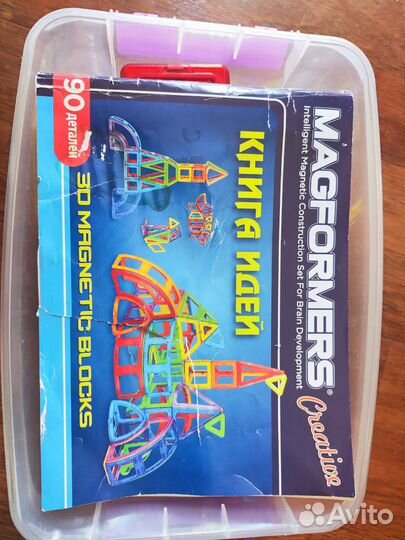 MAGFORMERS® Creative
Intelligent Magnetic Construction Set For Brain Development
КНИГА ИДЕЙ
90 деталей
3D MAGNETIC BLOCKS
Avito